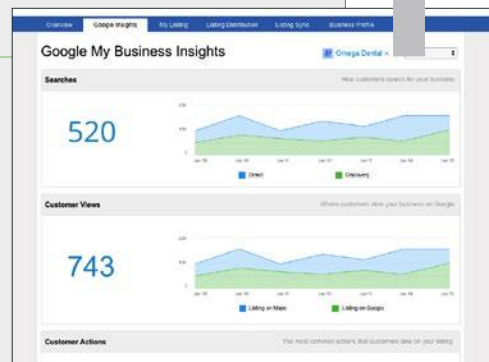 Overview Google Insights My Listing Listing Distribution Listing Sync Business Profile
Google My Business Insights
Omega Dental ×
Searches
How customers search for your business
520
Direct
Discovery
Customer Views
Where customers view your business on Google
743
Listing on Maps
Listing on Google
Customer Actions
The most common actions that customers take on your listing